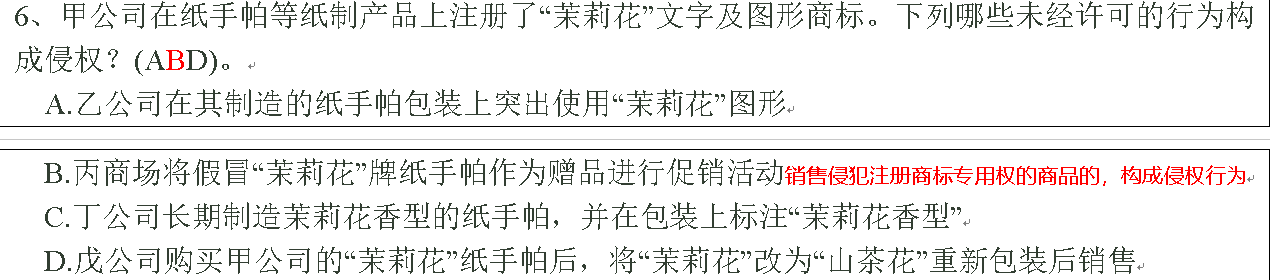 6、甲公司在纸手帕等纸制产品上注册了“茉莉花”文字及图形商标。下列哪些未经许可的行为构
成侵权？(ABD)。
A.乙公司在其制造的纸手帕包装上突出使用“茉莉花”图形
B.丙商场将假冒“茉莉花”牌纸手帕作为赠品进行促销活动销售侵犯注册商标专用权的商品的，构成侵权行为
C.丁公司长期制造茉莉花香型的纸手帕，并在包装上标注“茉莉花香型”
D.戊公司购买甲公司的“茉莉花”纸手帕后，将“茉莉花”改为“山茶花”重新包装后销售